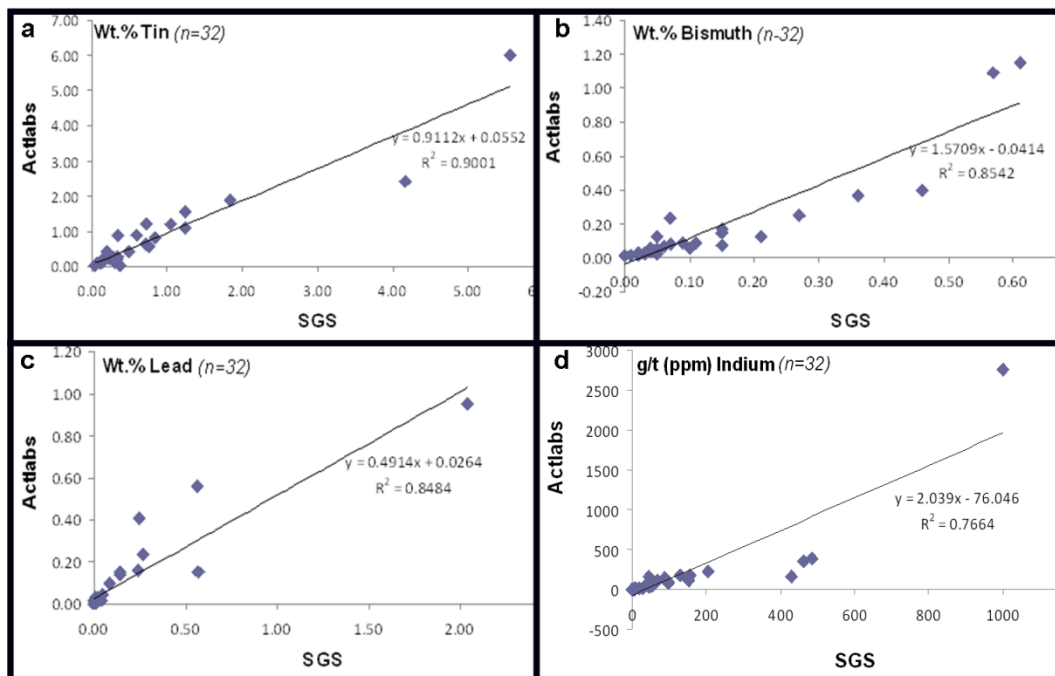 a
Wt.% Tin (n=32)
7.00
6.00
5.00
4.00
3.00
2.00
1.00
0.00
Actlabs
y = 0.9112x + 0.0552
R² = 0.9001
0.00 1.00 2.00 3.00 4.00 5.00 6
SGS
b
Wt.% Bismuth (n-32)
1.40
1.20
1.00
0.80
0.60
0.40
0.20
0.00
-0.20
Actlabs
y = 1.5709x - 0.0414
R² = 0.8542
0.00 0.10 0.20 0.30 0.40 0.50 0.60
SGS
c
Wt.% Lead (n=32)
1.20
1.00
0.80
0.60
0.40
0.20
0.00
Actlabs
y = 0.4914x + 0.0264
R² = 0.8484
0.00 0.50 1.00 1.50 2.00
SGS
d
g/t (ppm) Indium (n=32)
3000
2500
2000
1500
1000
500
0
-500
Actlabs
y = 2.039x - 76.046
R² = 0.7664
0 200 400 600 800 1000
SGS